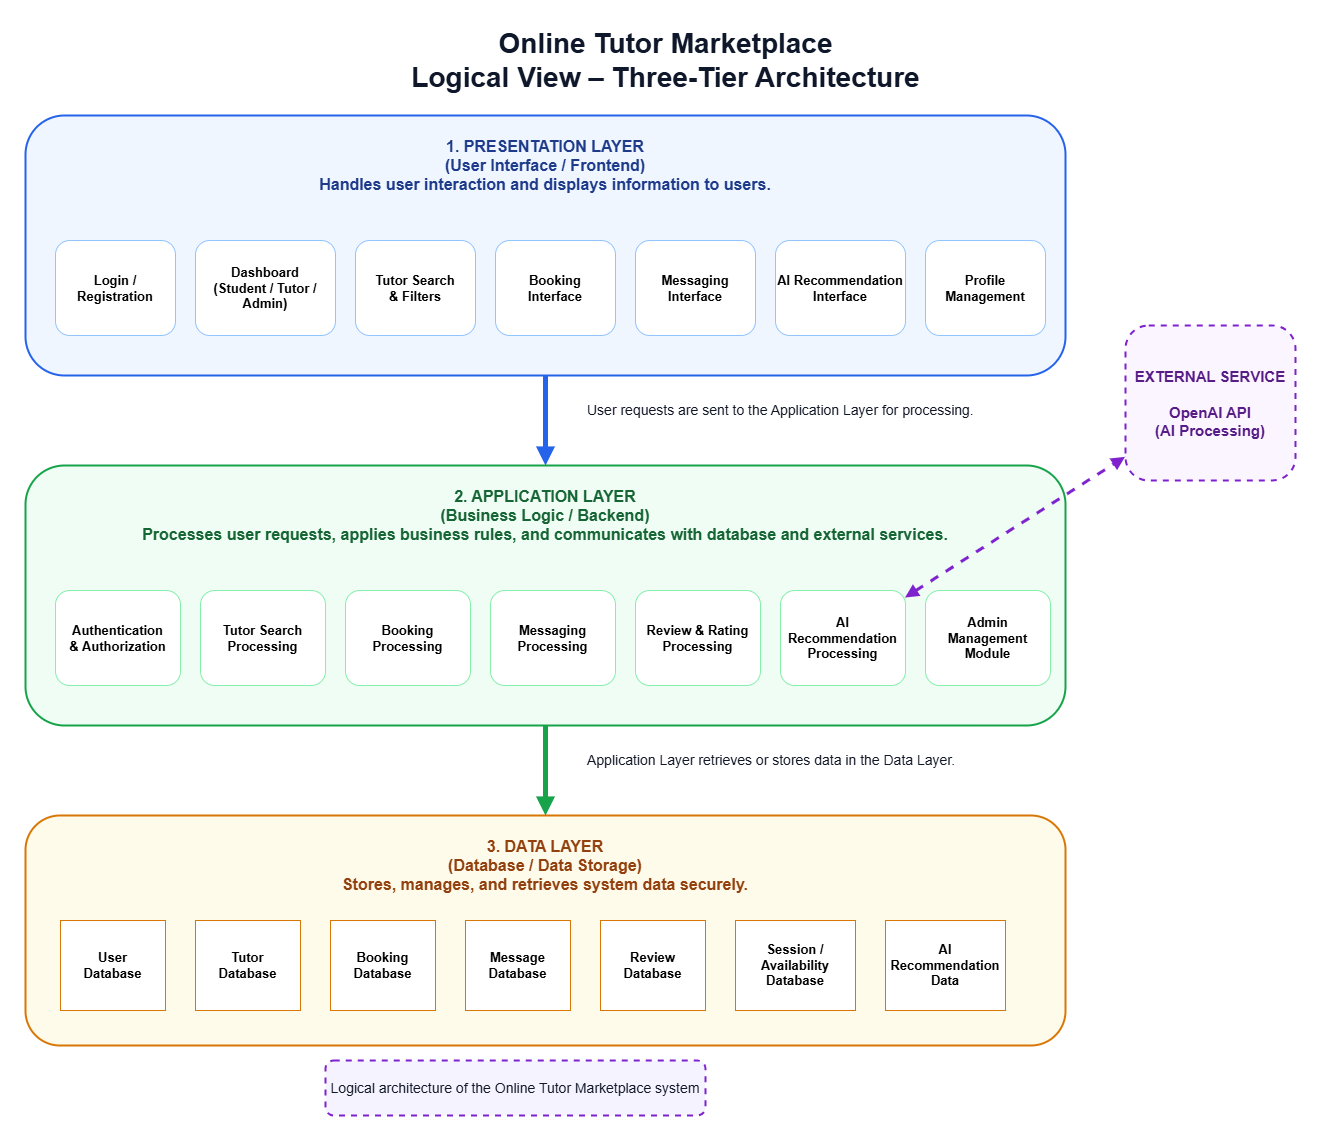 Online Tutor Marketplace
Logical View – Three-Tier Architecture
1. PRESENTATION LAYER
(User Interface / Frontend)
Handles user interaction and displays information to users.
Login /
Registration
Dashboard
(Student / Tutor /
Admin)
Tutor Search
& Filters
Booking
Interface
Messaging
Interface
AI Recommendation
Interface
Profile
Management
User requests are sent to the Application Layer for processing.
EXTERNAL SERVICE
OpenAI API
(AI Processing)
2. APPLICATION LAYER
(Business Logic / Backend)
Processes user requests, applies business rules, and communicates with database and external services.
Authentication
& Authorization
Tutor Search
Processing
Booking
Processing
Messaging
Processing
Review & Rating
Processing
AI
Recommendation
Processing
Admin
Management
Module
Application Layer retrieves or stores data in the Data Layer.
3. DATA LAYER
(Database / Data Storage)
Stores, manages, and retrieves system data securely.
User
Database
Tutor
Database
Booking
Database
Message
Database
Review
Database
Session /
Availability
Database
AI
Recommendation
Data
Logical architecture of the Online Tutor Marketplace system